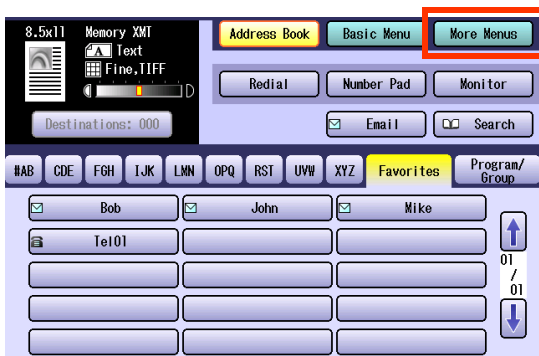 8.5x11 Memory XMT
A Text
Fine,TIFF
D
Destinations: 000
Address Book Basic Menu More Menus
Redial Number Pad Monitor
Email Search
#AB CDE FGH IJK LMN OPQ RST UVW XYZ Favorites Program/
Group
Bob John Mike
Tel01
01
/
01